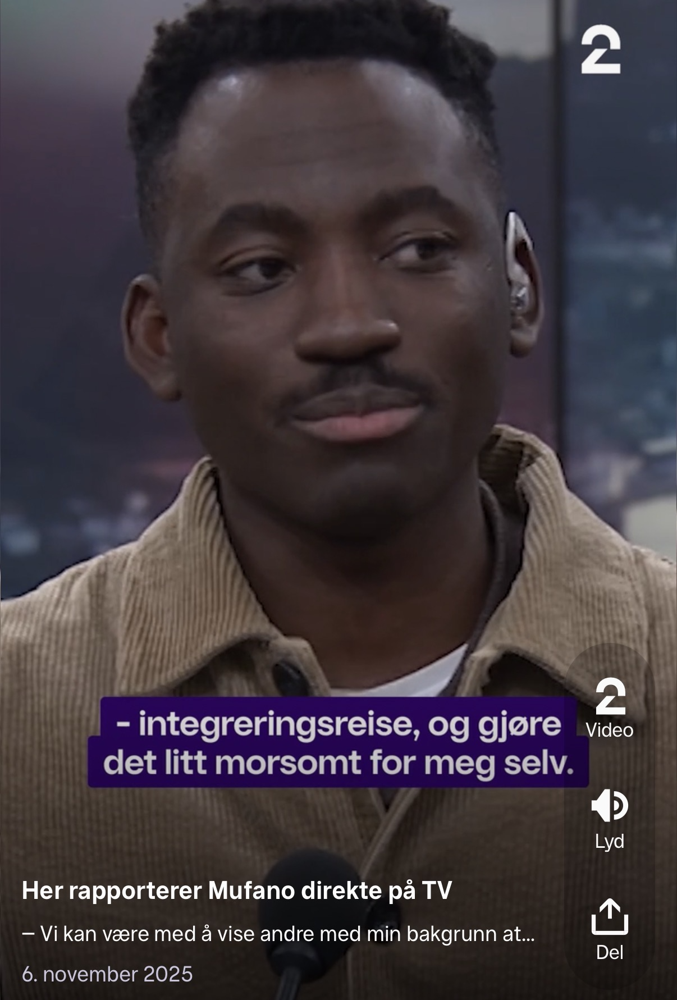 2
- integreringsreise, og gjøre
det litt morsomt for meg selv.
2
Video
Lyd
Del
Her rapporterer Mufano direkte på TV
– Vi kan være med å vise andre med min bakgrunn at...
6. november 2025